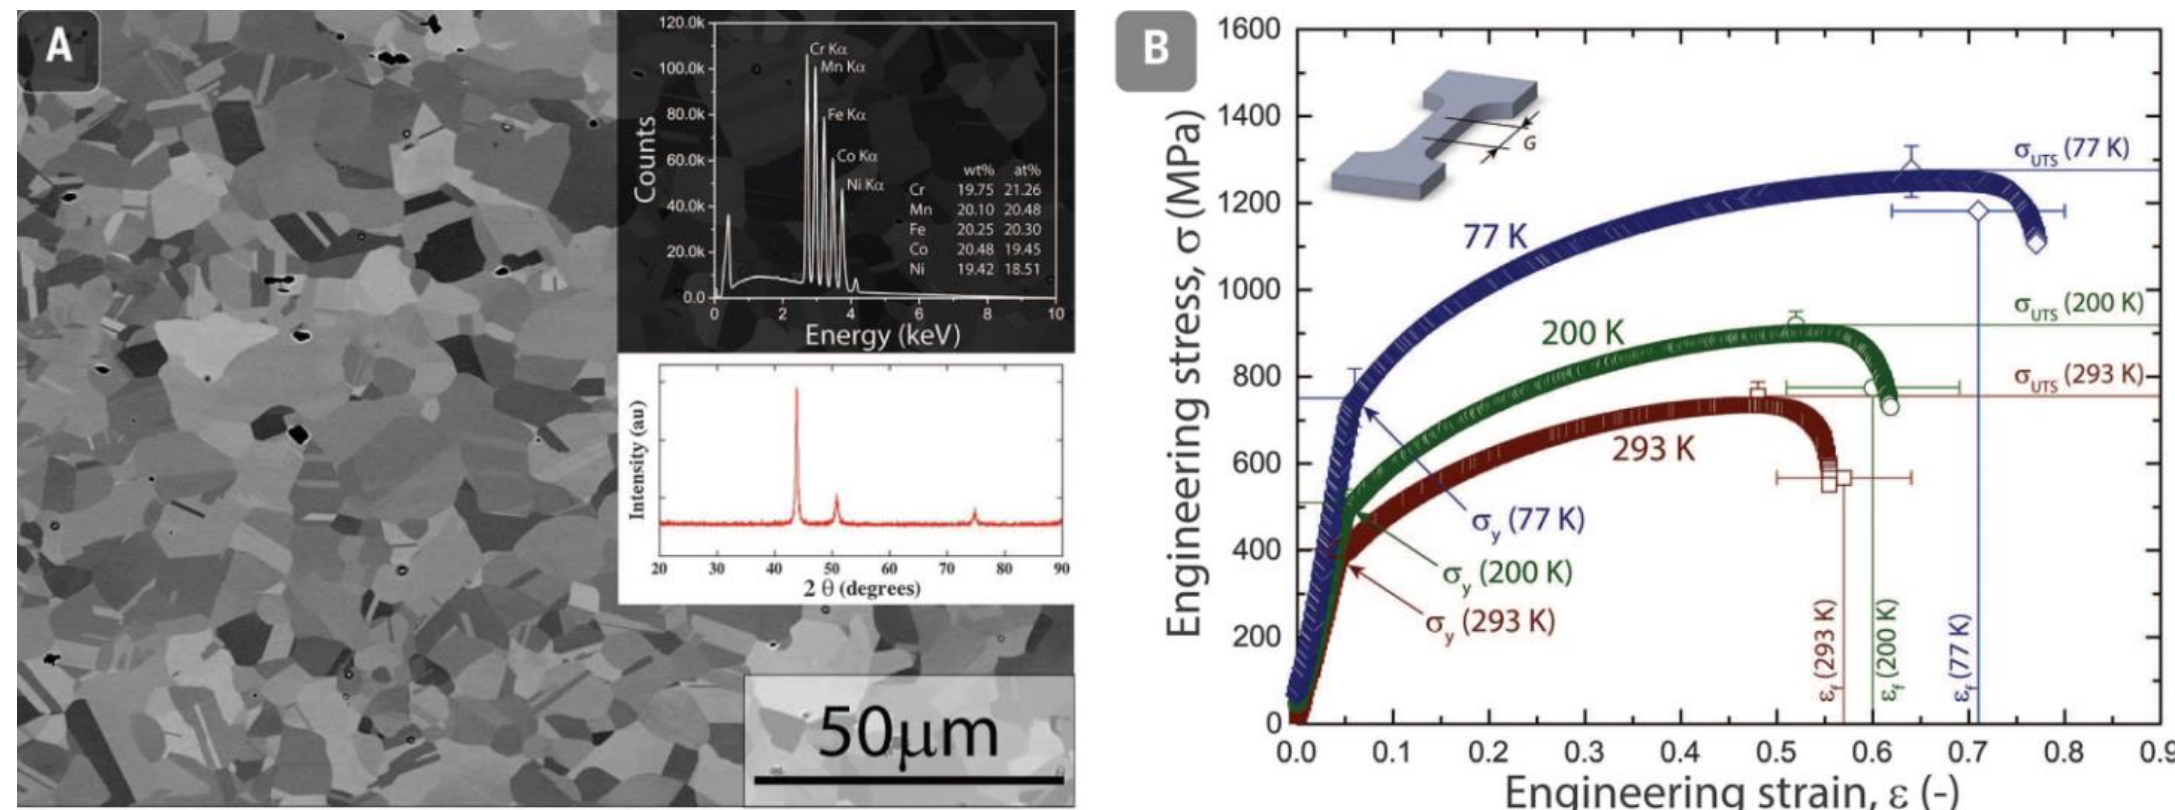 A
120.0k
100.0k
80.0k
60.0k
40.0k
20.0k
0.0
Counts
Cr Kα
Mn Kα
Fe Kα
Co Kα
Ni Kα
wt% at%
Cr 19.75 21.26
Mn 20.10 20.48
Fe 20.25 20.30
Co 20.48 19.45
Ni 19.42 18.51
0 2 4 6 8 10
Energy (keV)
Intensity (au)
20 30 40 50 60 70 80 90
2 θ (degrees)
50μm
B
1600
1400
1200
1000
800
600
400
200
0
Engineering stress, σ (MPa)
G
σUTS (77 K)
77 K
σUTS (200 K)
200 K
σUTS (293 K)
293 K
σy (77 K)
σy (200 K)
σy (293 K)
εf (293 K)
εf (200 K)
εf (77 K)
0.0 0.1 0.2 0.3 0.4 0.5 0.6 0.7 0.8 0.9
Engineering strain, ε (-)